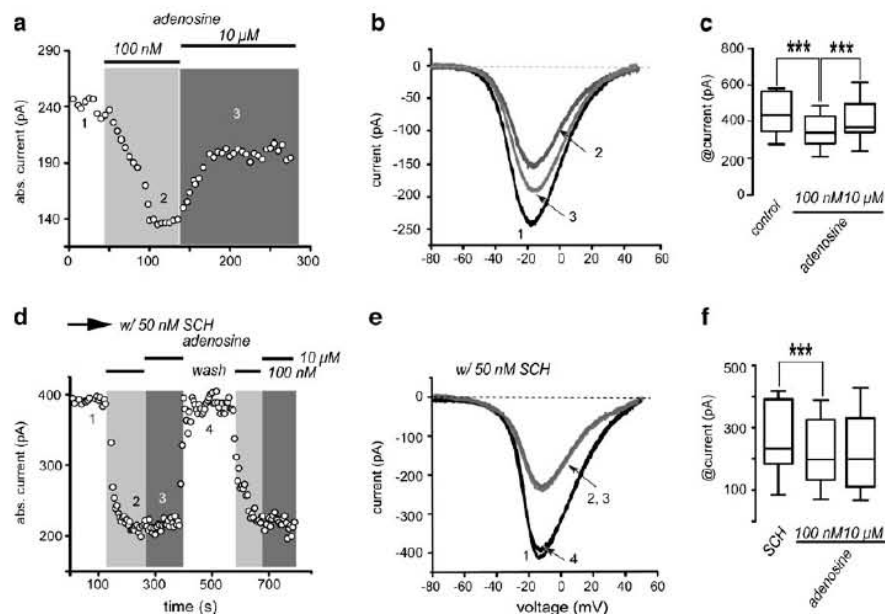 a
adenosine
100 nM
10 µM
abs. current (pA)
290
240
190
140
0
100
200
300
1
2
3
b
current (pA)
0
-50
-100
-150
-200
-250
-80 -60 -40 -20 0 20 40 60
1
2
3
c
@current (pA)
800
600
400
200
0
*** ***
control
100 nM 10 µM
adenosine
d
w/ 50 nM SCH
adenosine
wash
10 µM
100 nM
abs. current (pA)
400
300
200
1
2
3
4
100 300 500 700
time (s)
e
w/ 50 nM SCH
current (pA)
0
-100
-200
-300
-400
2, 3
1
4
-80 -60 -40 -20 0 20 40 60
voltage (mV)
f
@current (pA)
500
300
100
***
SCH
100 nM 10 µM
adenosine